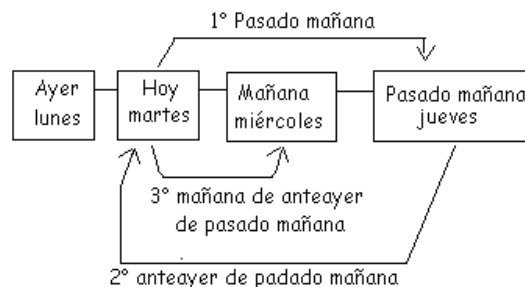 1° Pasado mañana
Ayer
lunes
Hoy
martes
Mañana
miércoles
Pasado mañana
jueves
3° mañana de anteayer
de pasado mañana
2° anteayer de padado mañana